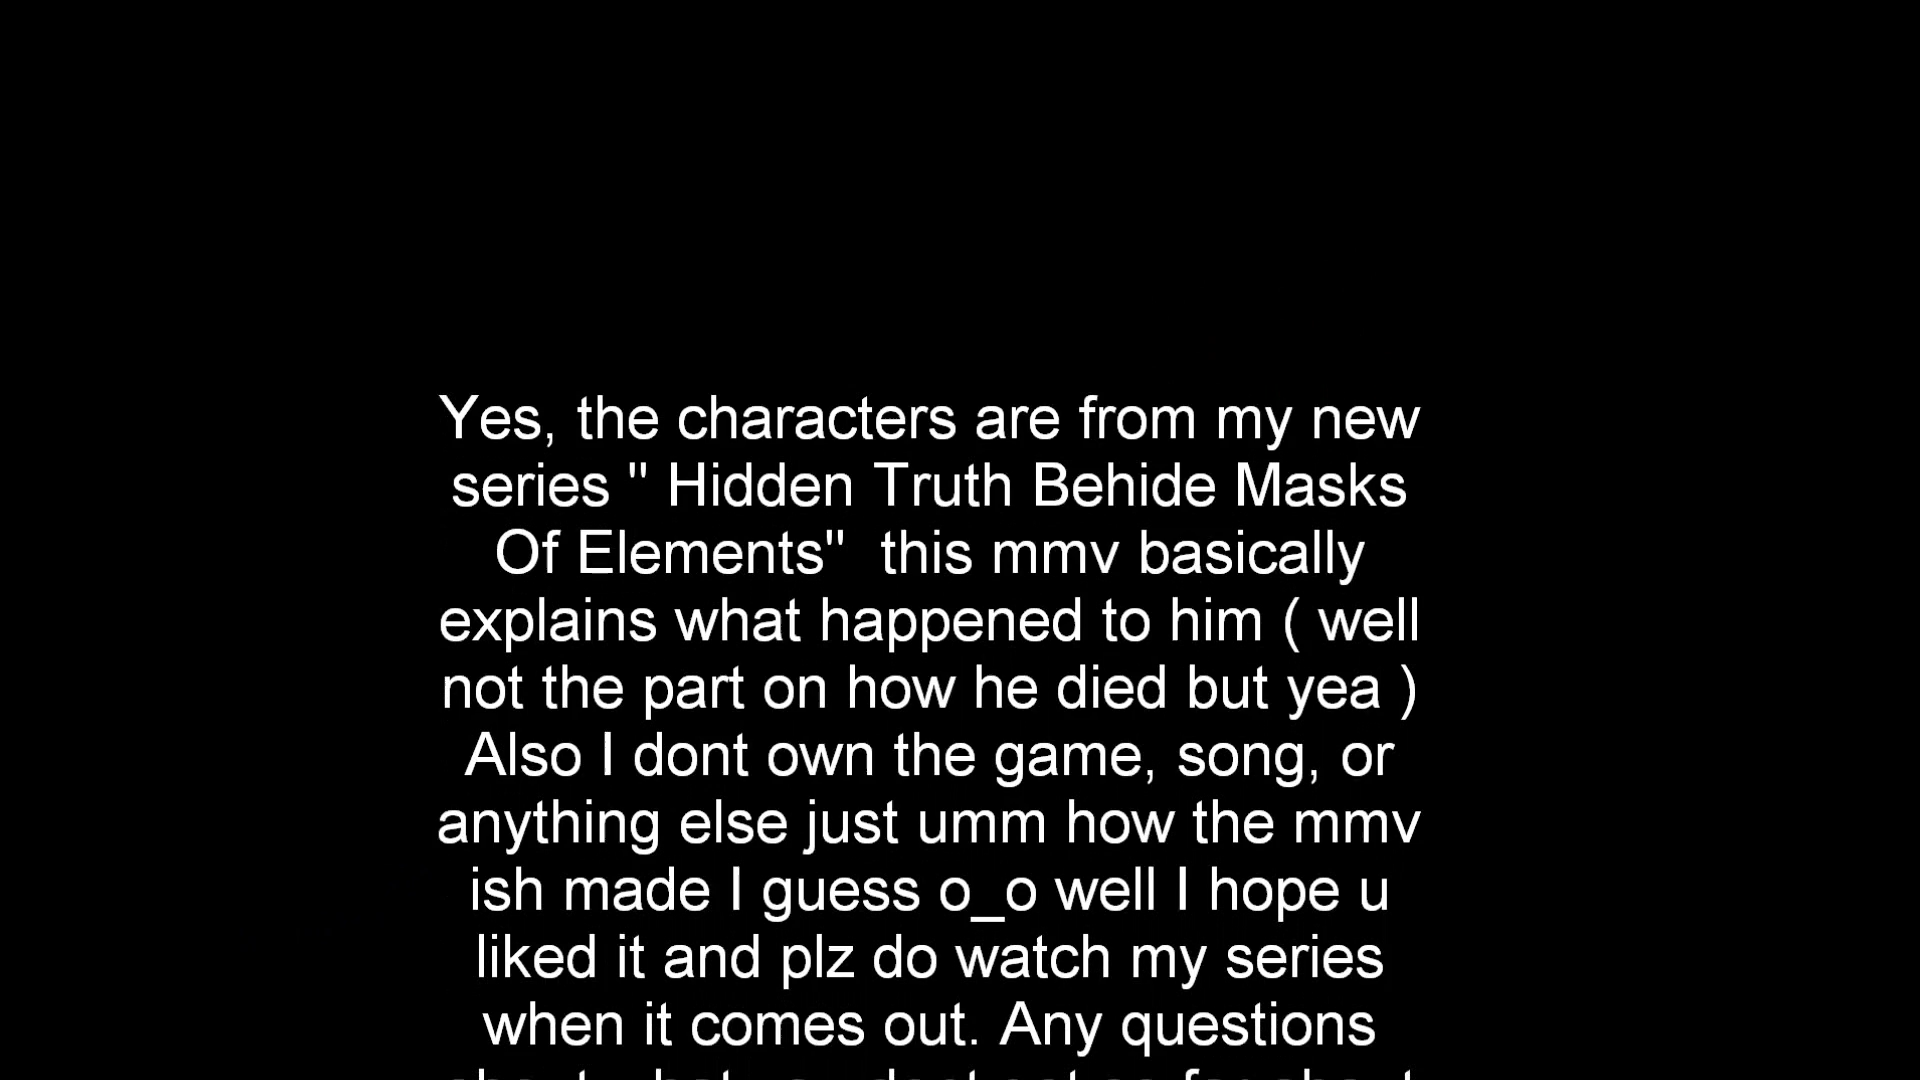 Yes, the characters are from my new
series " Hidden Truth Behide Masks
Of Elements"  this mmv basically
explains what happened to him ( well
not the part on how he died but yea )
Also I dont own the game, song, or
anything else just umm how the mmv
ish made I guess o_o well I hope u
liked it and plz do watch my series
when it comes out. Any questions